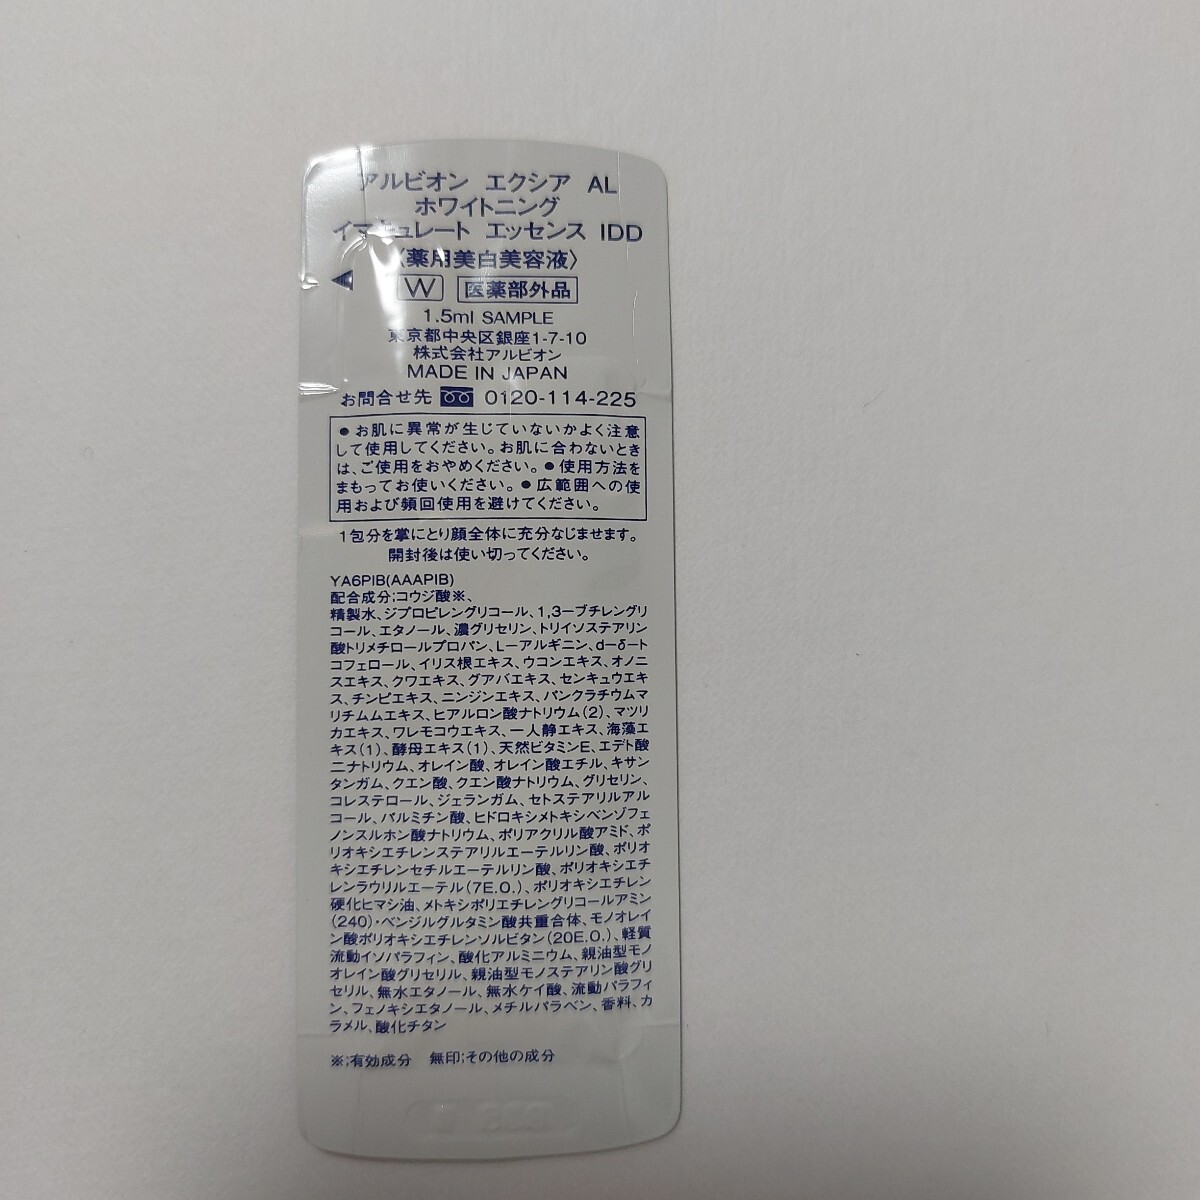 アルビオン エクシア AL
ホワイトニング
イマキュレート エッセンス IDD
〈薬用美白美容液〉
W 医薬部外品
1.5ml SAMPLE
東京都中央区銀座1-7-10
株式会社アルビオン
MADE IN JAPAN
お問合せ先 0120-114-225
●お肌に異常が生じていないかよく注意
して使用してください。お肌に合わないとき
は、ご使用をおやめください。●使用方法を
まもってお使いください。●広範囲への使
用および頻回使用を避けてください。
1包分を掌にとり顔全体に充分なじませます。
開封後は使い切ってください。
YA6PIB(AAAPIB)
配合成分;コウジ酸※、
精製水、ジプロピレングリコール、1,3ーブチレングリ
コール、エタノール、濃グリセリン、トリイソステアリン
酸トリメチロールプロパン、Lーアルギニン、dーδート
コフェロール、イリス根エキス、ウコンエキス、オノニ
スエキス、クワエキス、グアバエキス、センキュウエキ
ス、チンピエキス、ニンジンエキス、パンクラチウムマ
リチムムエキス、ヒアルロン酸ナトリウム(2)、マツリ
カエキス、ワレモコウエキス、一人静エキス、海藻エ
キス(1)、酵母エキス(1)、天然ビタミンE、エデト酸
二ナトリウム、オレイン酸、オレイン酸エチル、キサン
タンガム、クエン酸、クエン酸ナトリウム、グリセリン、
コレステロール、ジェランガム、セトステアリルアル
コール、パルミチン酸、ヒドロキシメトキシベンゾフェ
ノンスルホン酸ナトリウム、ポリアクリル酸アミド、ポ
リオキシエチレンステアリルエーテルリン酸、ポリオ
キシエチレンセチルエーテルリン酸、ポリオキシエチ
レンラウリルエーテル(7E.O.)、ポリオキシエチレン
硬化ヒマシ油、メトキシポリエチレングリコールアミン
(240)・ベンジルグルタミン酸共重合体、モノオレイ
ン酸ポリオキシエチレンソルビタン(20E.O.)、軽質
流動イソパラフィン、酸化アルミニウム、親油型モノ
オレイン酸グリセリル、親油型モノステアリン酸グリ
セリル、無水エタノール、無水ケイ酸、流動パラフィ
ン、フェノキシエタノール、メチルパラベン、香料、カ
ラメル、酸化チタン
※;有効成分 無印;その他の成分